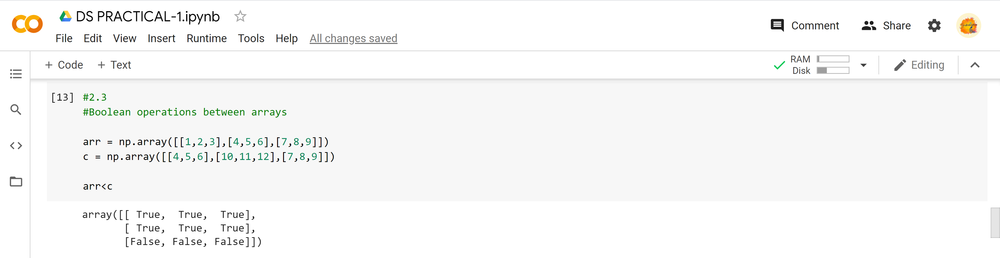 DS PRACTICAL-1.ipynb
File Edit View Insert Runtime Tools Help All changes saved
Comment Share
+ Code + Text
RAM
Disk
Editing
[13] #2.3
#Boolean operations between arrays
arr = np.array([[1,2,3],[4,5,6],[7,8,9]])
c = np.array([[4,5,6],[10,11,12],[7,8,9]])
arr<c
array([[ True,  True,  True],
       [ True,  True,  True],
       [False, False, False]])